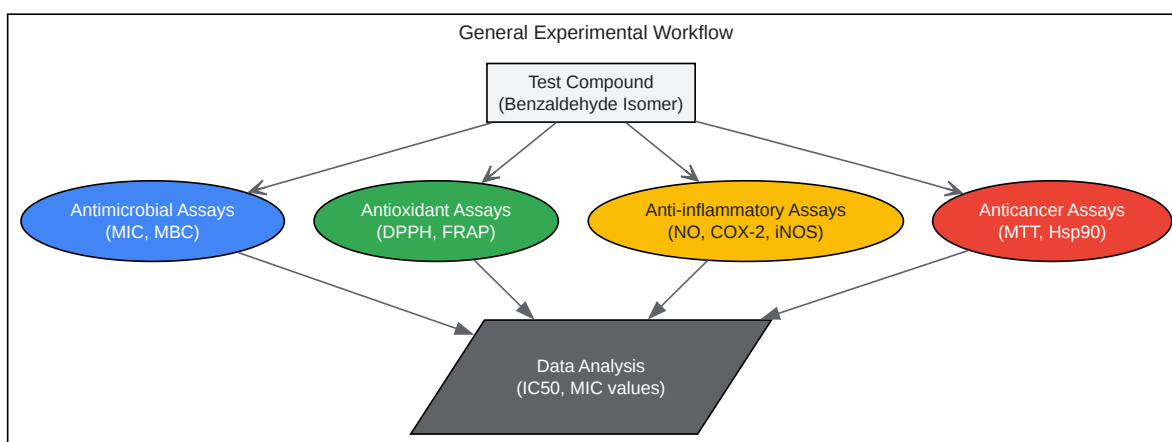 General Experimental Workflow
Test Compound
(Benzaldehyde Isomer)
Antimicrobial Assays
(MIC, MBC)
Antioxidant Assays
(DPPH, FRAP)
Anti-inflammatory Assays
(NO, COX-2, iNOS)
Anticancer Assays
(MTT, Hsp90)
Data Analysis
(IC50, MIC values)